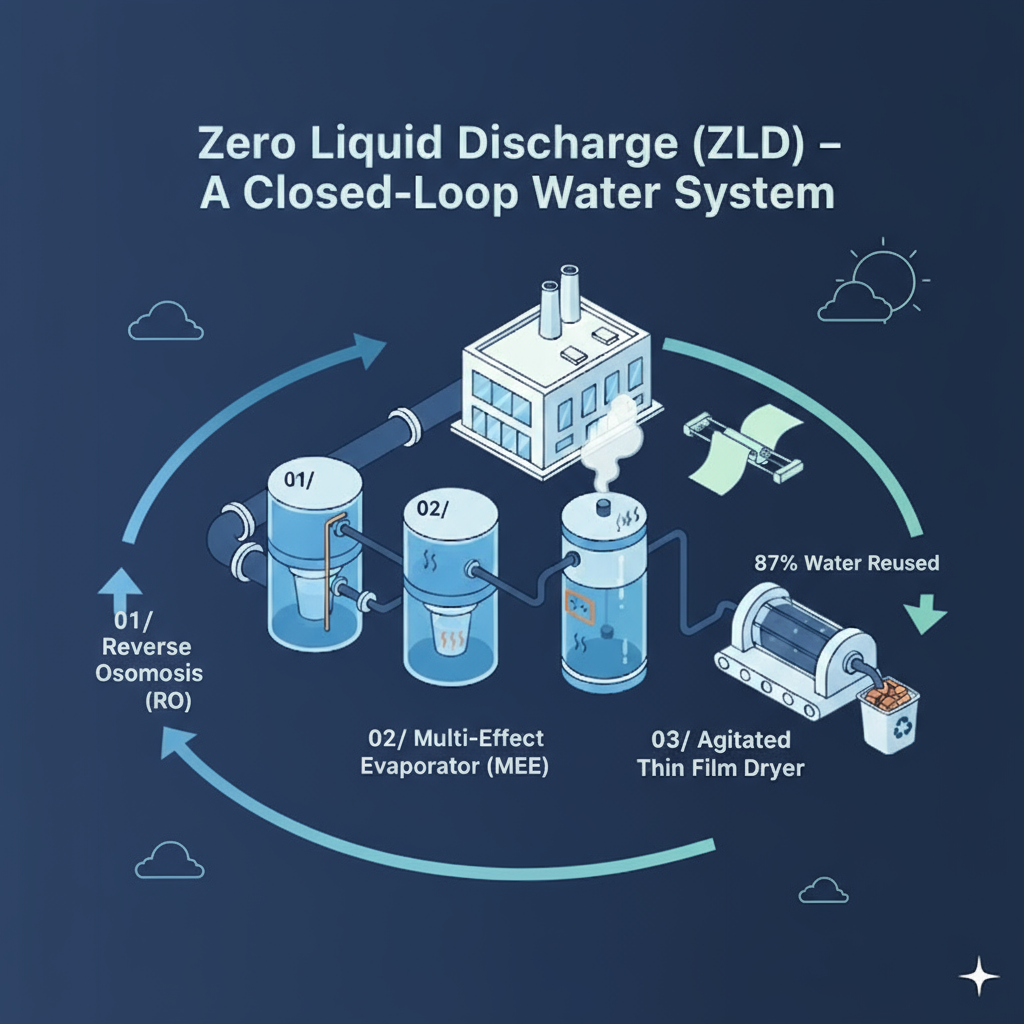 Zero Liquid Discharge (ZLD) –
A Closed-Loop Water System
01/
02/
87% Water Reused
01/
Reverse
Osomosis
(RO)
02/ Multi-Effect
Evaporator (MEE)
03/ Agitated
Thin Film Dryer